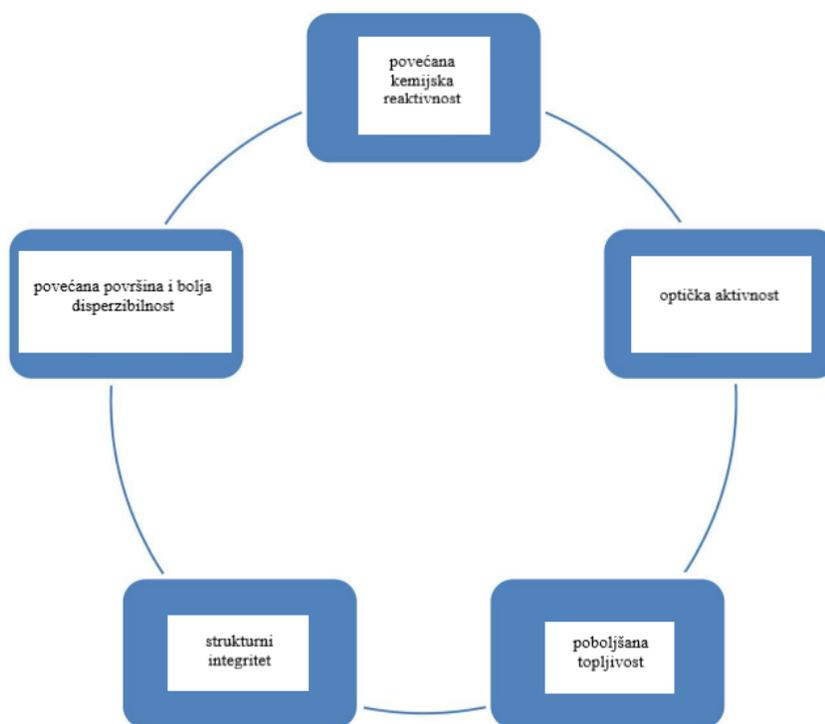 povećana
kemijska
reaktivnost
optička aktivnost
poboljšana
topljivost
strukturni
integritet
povećana površina i bolja
disperzibilnost